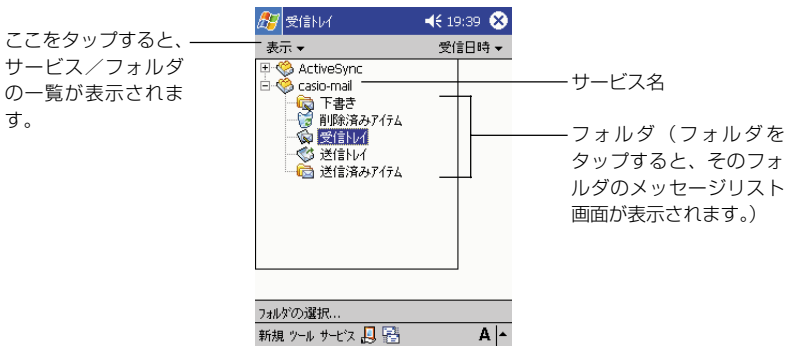 ここをタップすると、
サービス／フォルダ
の一覧が表示されま
す。
受信トレイ 19:39
表示 受信日時
ActiveSync
casio-mail
下書き
削除済みアイテム
受信トレイ
送信トレイ
送信済みアイテム
フォルダの選択...
新規 ツール サービス A
サービス名
フォルダ（フォルダを
タップすると、そのフォ
ルダのメッセージリスト
画面が表示されます。）